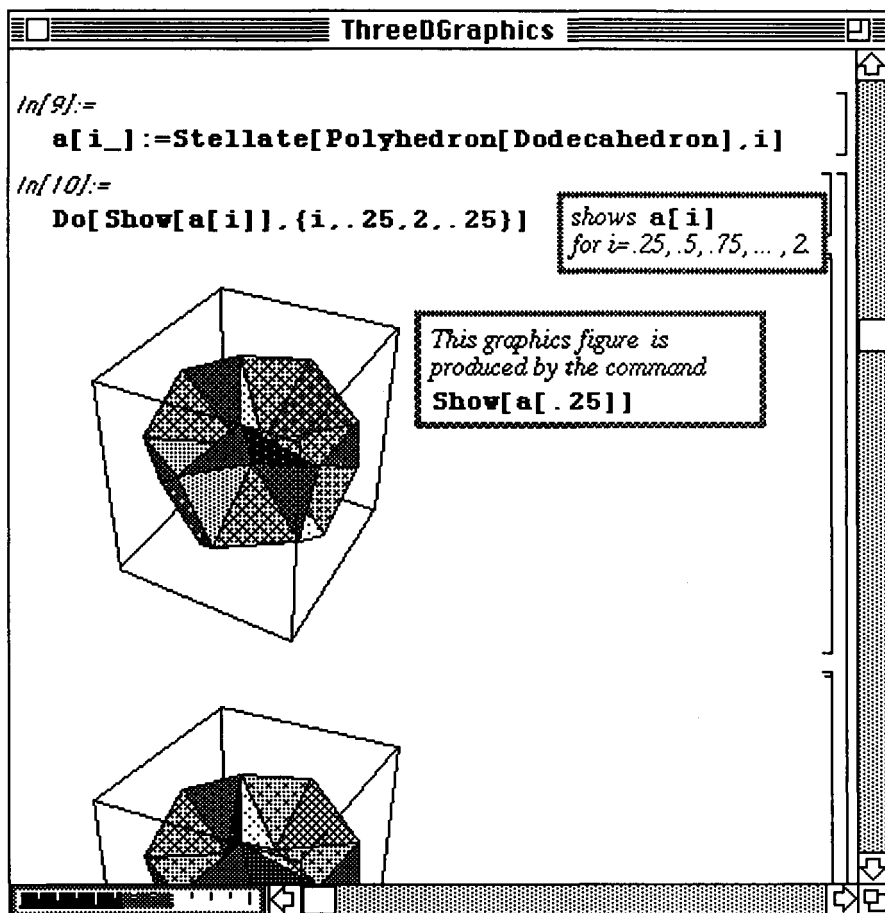 ThreeDGraphics
In[9]:=
a[i_]:=Stellate[Polyhedron[Dodecahedron],i]
In[10]:=
Do[Show[a[i]],{i,.25,2,.25}]
shows a[i]
for i=.25, .5, .75, ... , 2.
This graphics figure is
produced by the command
Show[a[.25]]